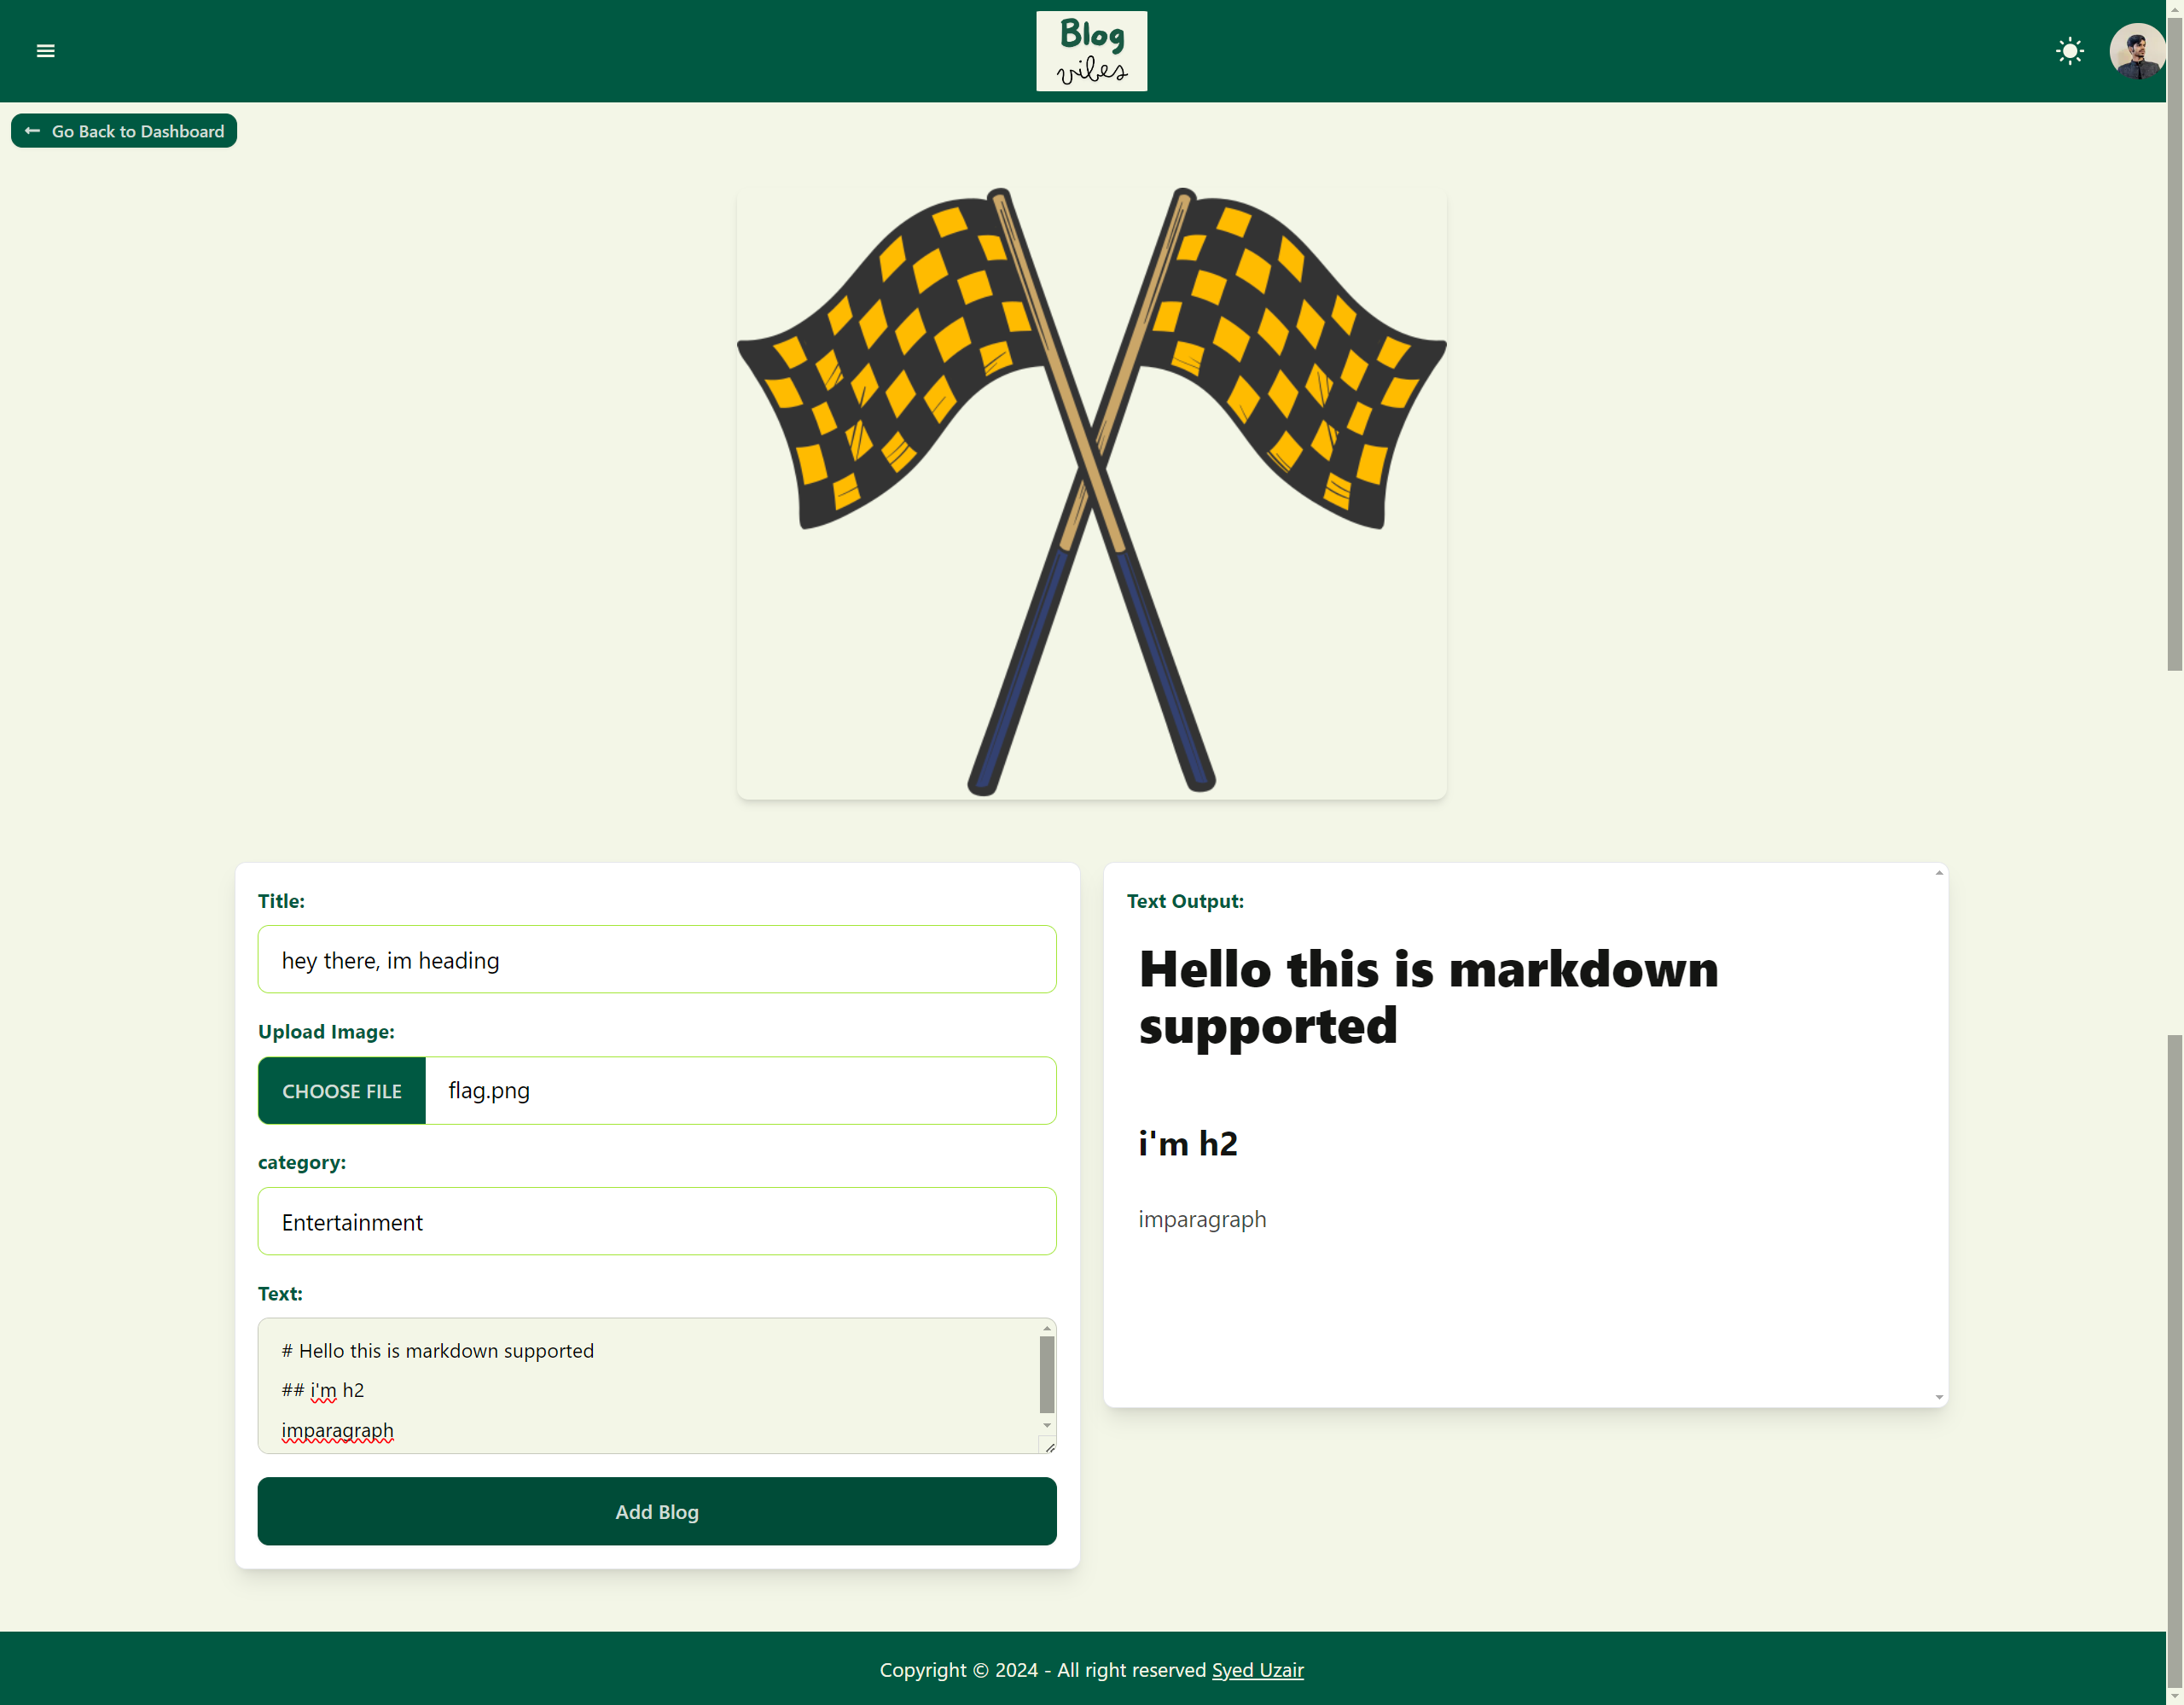 Blog
vibes
Go Back to Dashboard
Title:
hey there, im heading
Upload Image:
CHOOSE FILE
flag.png
category:
Entertainment
Text:
# Hello this is markdown supported
## i'm h2
imparagraph
Add Blog
Text Output:
Hello this is markdown
supported
i'm h2
imparagraph
Copyright © 2024 - All right reserved Syed Uzair